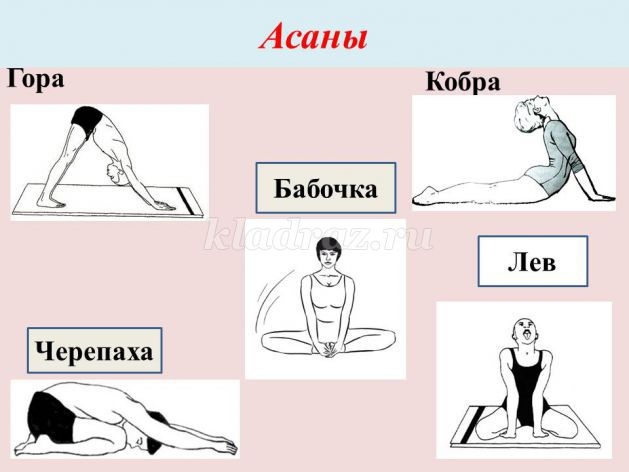 Асаны
Гора
Кобра
Бабочка
kladraz.ru
Лев
Черепаха